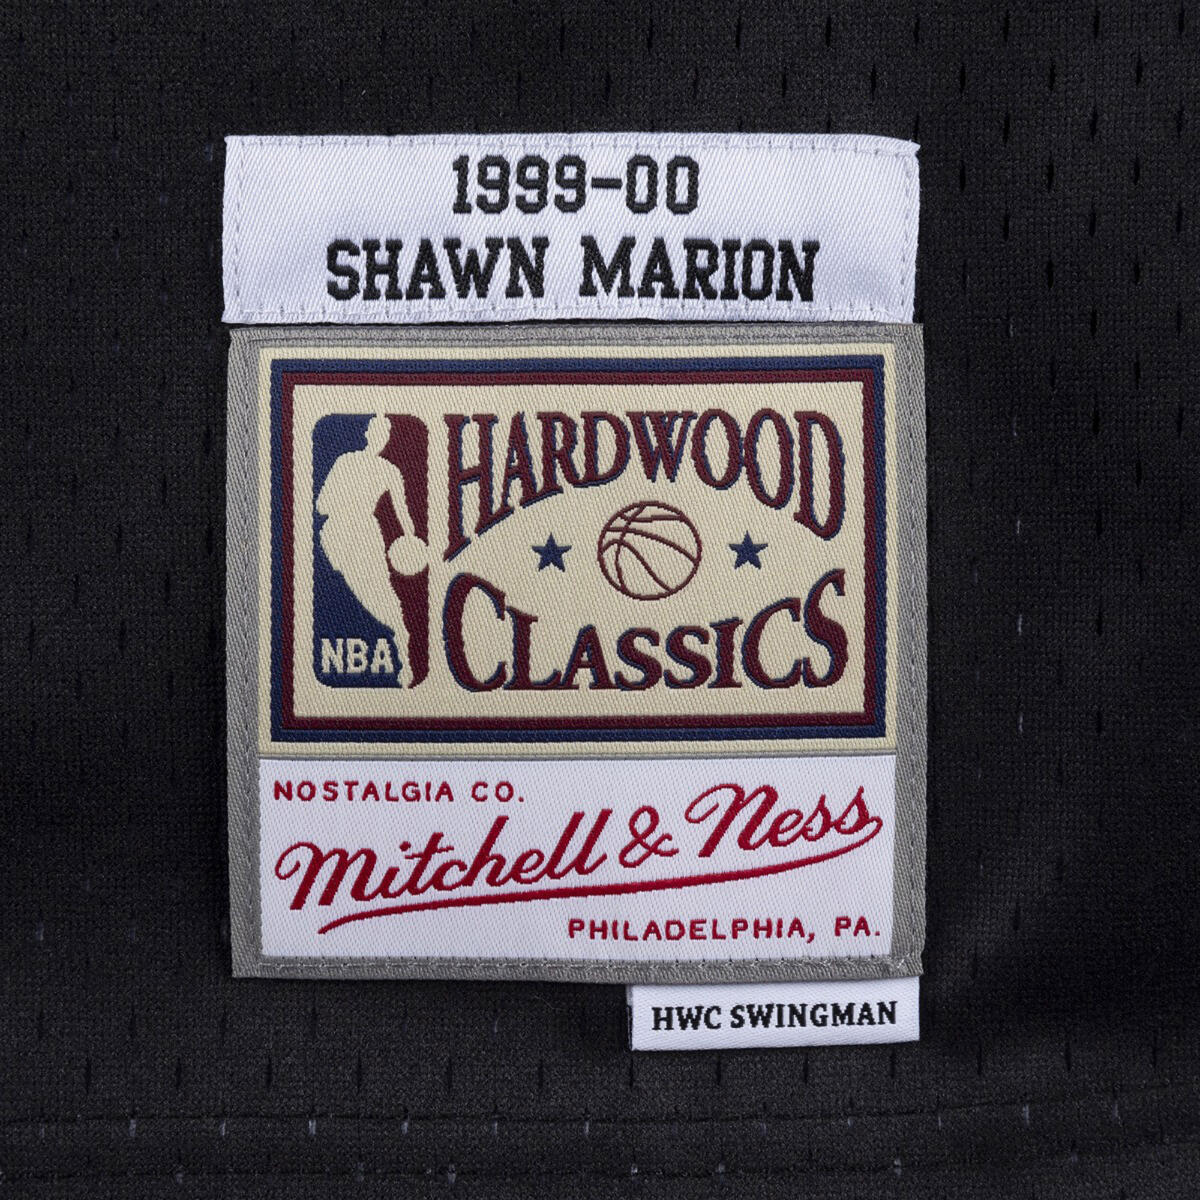 1999-00
SHAWN MARION
HARDWOOD
NBA
CLASSICS
NOSTALGIA CO.
Mitchell & Ness
PHILADELPHIA, PA.
HWC SWINGMAN